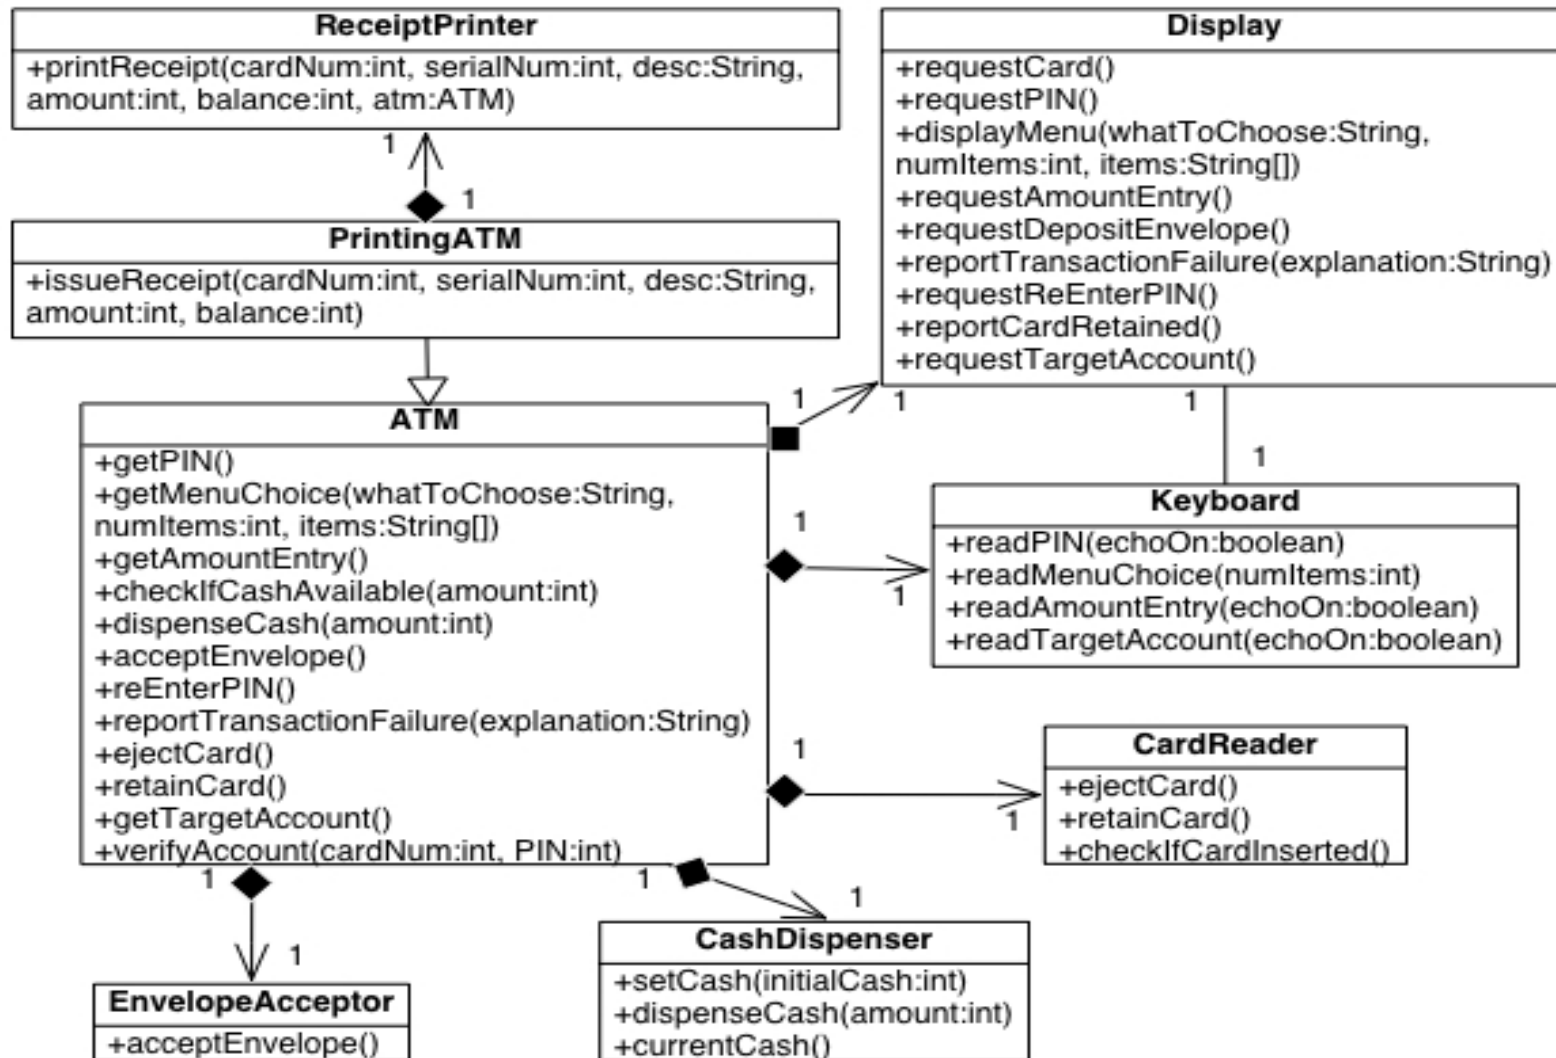 ReceiptPrinter
+printReceipt(cardNum:int, serialNum:int, desc:String,
amount:int, balance:int, atm:ATM)
1
1
PrintingATM
+issueReceipt(cardNum:int, serialNum:int, desc:String,
amount:int, balance:int)
Display
+requestCard()
+requestPIN()
+displayMenu(whatToChoose:String,
numItems:int, items:String[])
+requestAmountEntry()
+requestDepositEnvelope()
+reportTransactionFailure(explanation:String)
+requestReEnterPIN()
+reportCardRetained()
+requestTargetAccount()
1
1
1
1
ATM
+getPIN()
+getMenuChoice(whatToChoose:String,
numItems:int, items:String[])
+getAmountEntry()
+checkIfCashAvailable(amount:int)
+dispenseCash(amount:int)
+acceptEnvelope()
+reEnterPIN()
+reportTransactionFailure(explanation:String)
+ejectCard()
+retainCard()
+getTargetAccount()
+verifyAccount(cardNum:int, PIN:int)
1
1
Keyboard
+readPIN(echoOn:boolean)
+readMenuChoice(numItems:int)
+readAmountEntry(echoOn:boolean)
+readTargetAccount(echoOn:boolean)
1
1
CardReader
+ejectCard()
+retainCard()
+checkIfCardInserted()
1
1
EnvelopeAcceptor
+acceptEnvelope()
1
1
CashDispenser
+setCash(initialCash:int)
+dispenseCash(amount:int)
+currentCash()